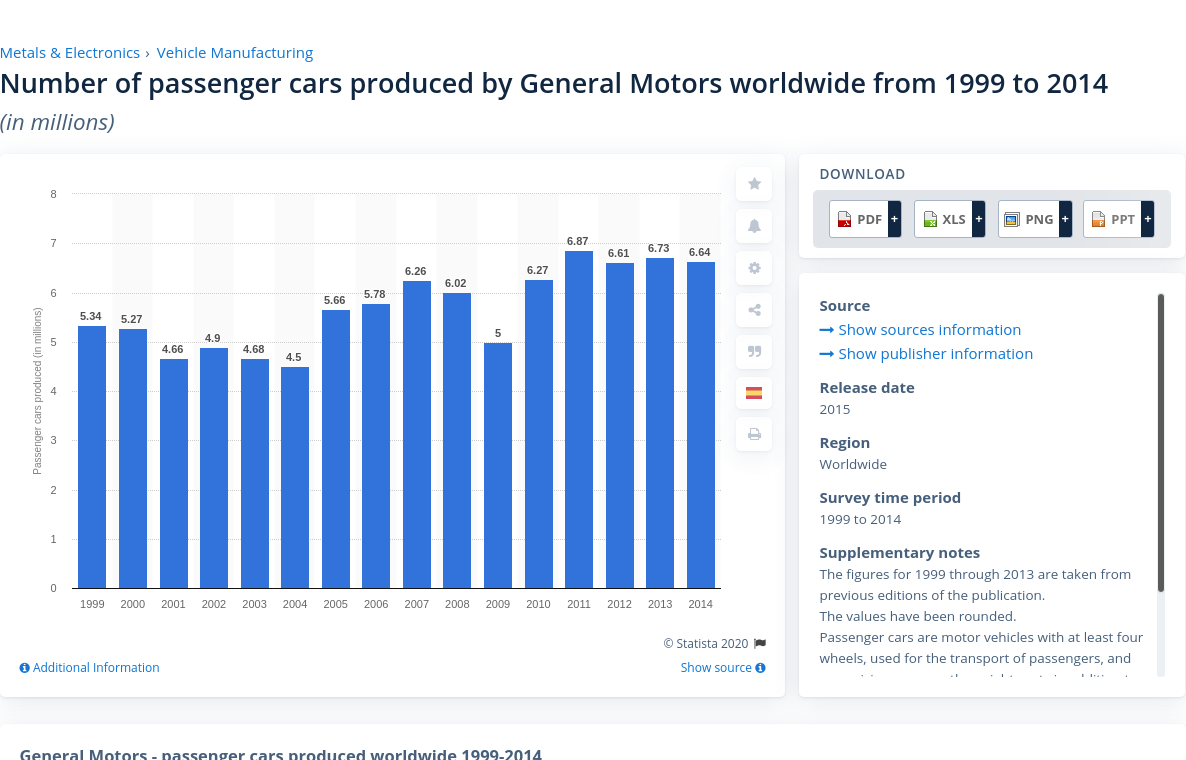 Metals & Electronics › Vehicle Manufacturing
Number of passenger cars produced by General Motors worldwide from 1999 to 2014
(in millions)
Passenger cars produced (in millions)
8
7
6
5
4
3
2
1
0
5.34 5.27 4.66 4.9 4.68 4.5 5.66 5.78 6.26 6.02 5 6.27 6.87 6.61 6.73 6.64
1999 2000 2001 2002 2003 2004 2005 2006 2007 2008 2009 2010 2011 2012 2013 2014
© Statista 2020
Additional Information
Show source
DOWNLOAD
PDF + XLS + PNG + PPT +
Source
Show sources information
Show publisher information
Release date
2015
Region
Worldwide
Survey time period
1999 to 2014
Supplementary notes
The figures for 1999 through 2013 are taken from
previous editions of the publication.
The values have been rounded.
Passenger cars are motor vehicles with at least four
wheels, used for the transport of passengers, and
General Motors - passenger cars produced worldwide 1999-2014